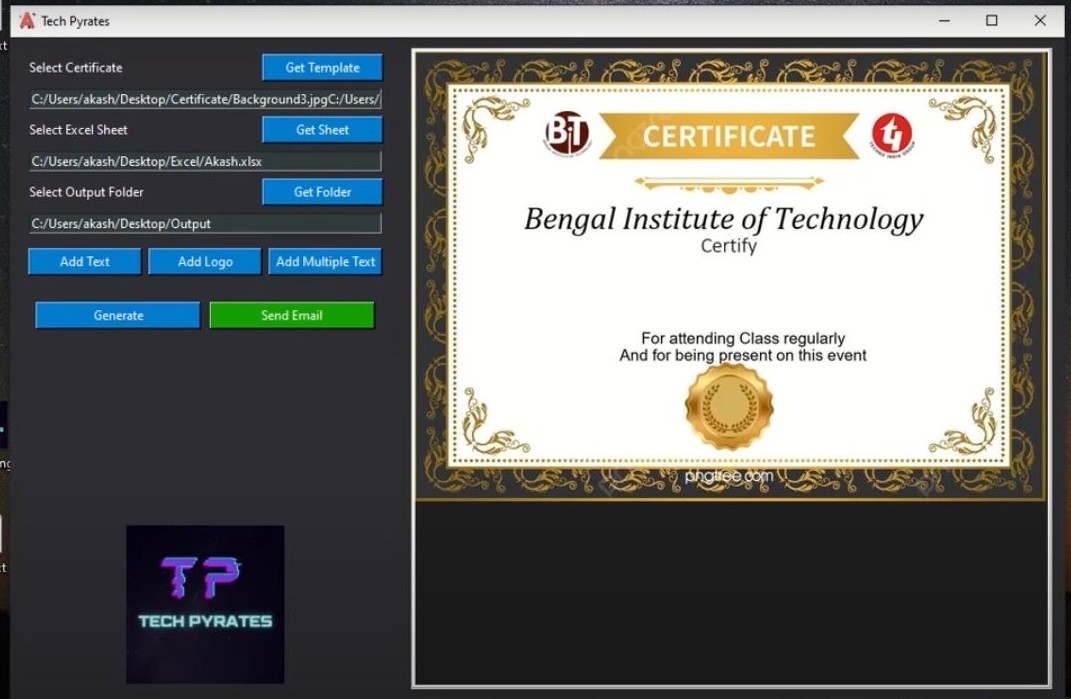 Tech Pyrates
Select Certificate
Get Template
C:/Users/akash/Desktop/Certificate/Background3.jpgC:/Users/
Select Excel Sheet
Get Sheet
C:/Users/akash/Desktop/Excel/Akash.xlsx
Select Output Folder
Get Folder
C:/Users/akash/Desktop/Output
Add Text
Add Logo
Add Multiple Text
Generate
Send Email
TP
TECH PYRATES
BIT
CERTIFICATE
TECHNO INDIA GROUP
Bengal Institute of Technology
Certify
For attending Class regularly
And for being present on this event
pngtree.com